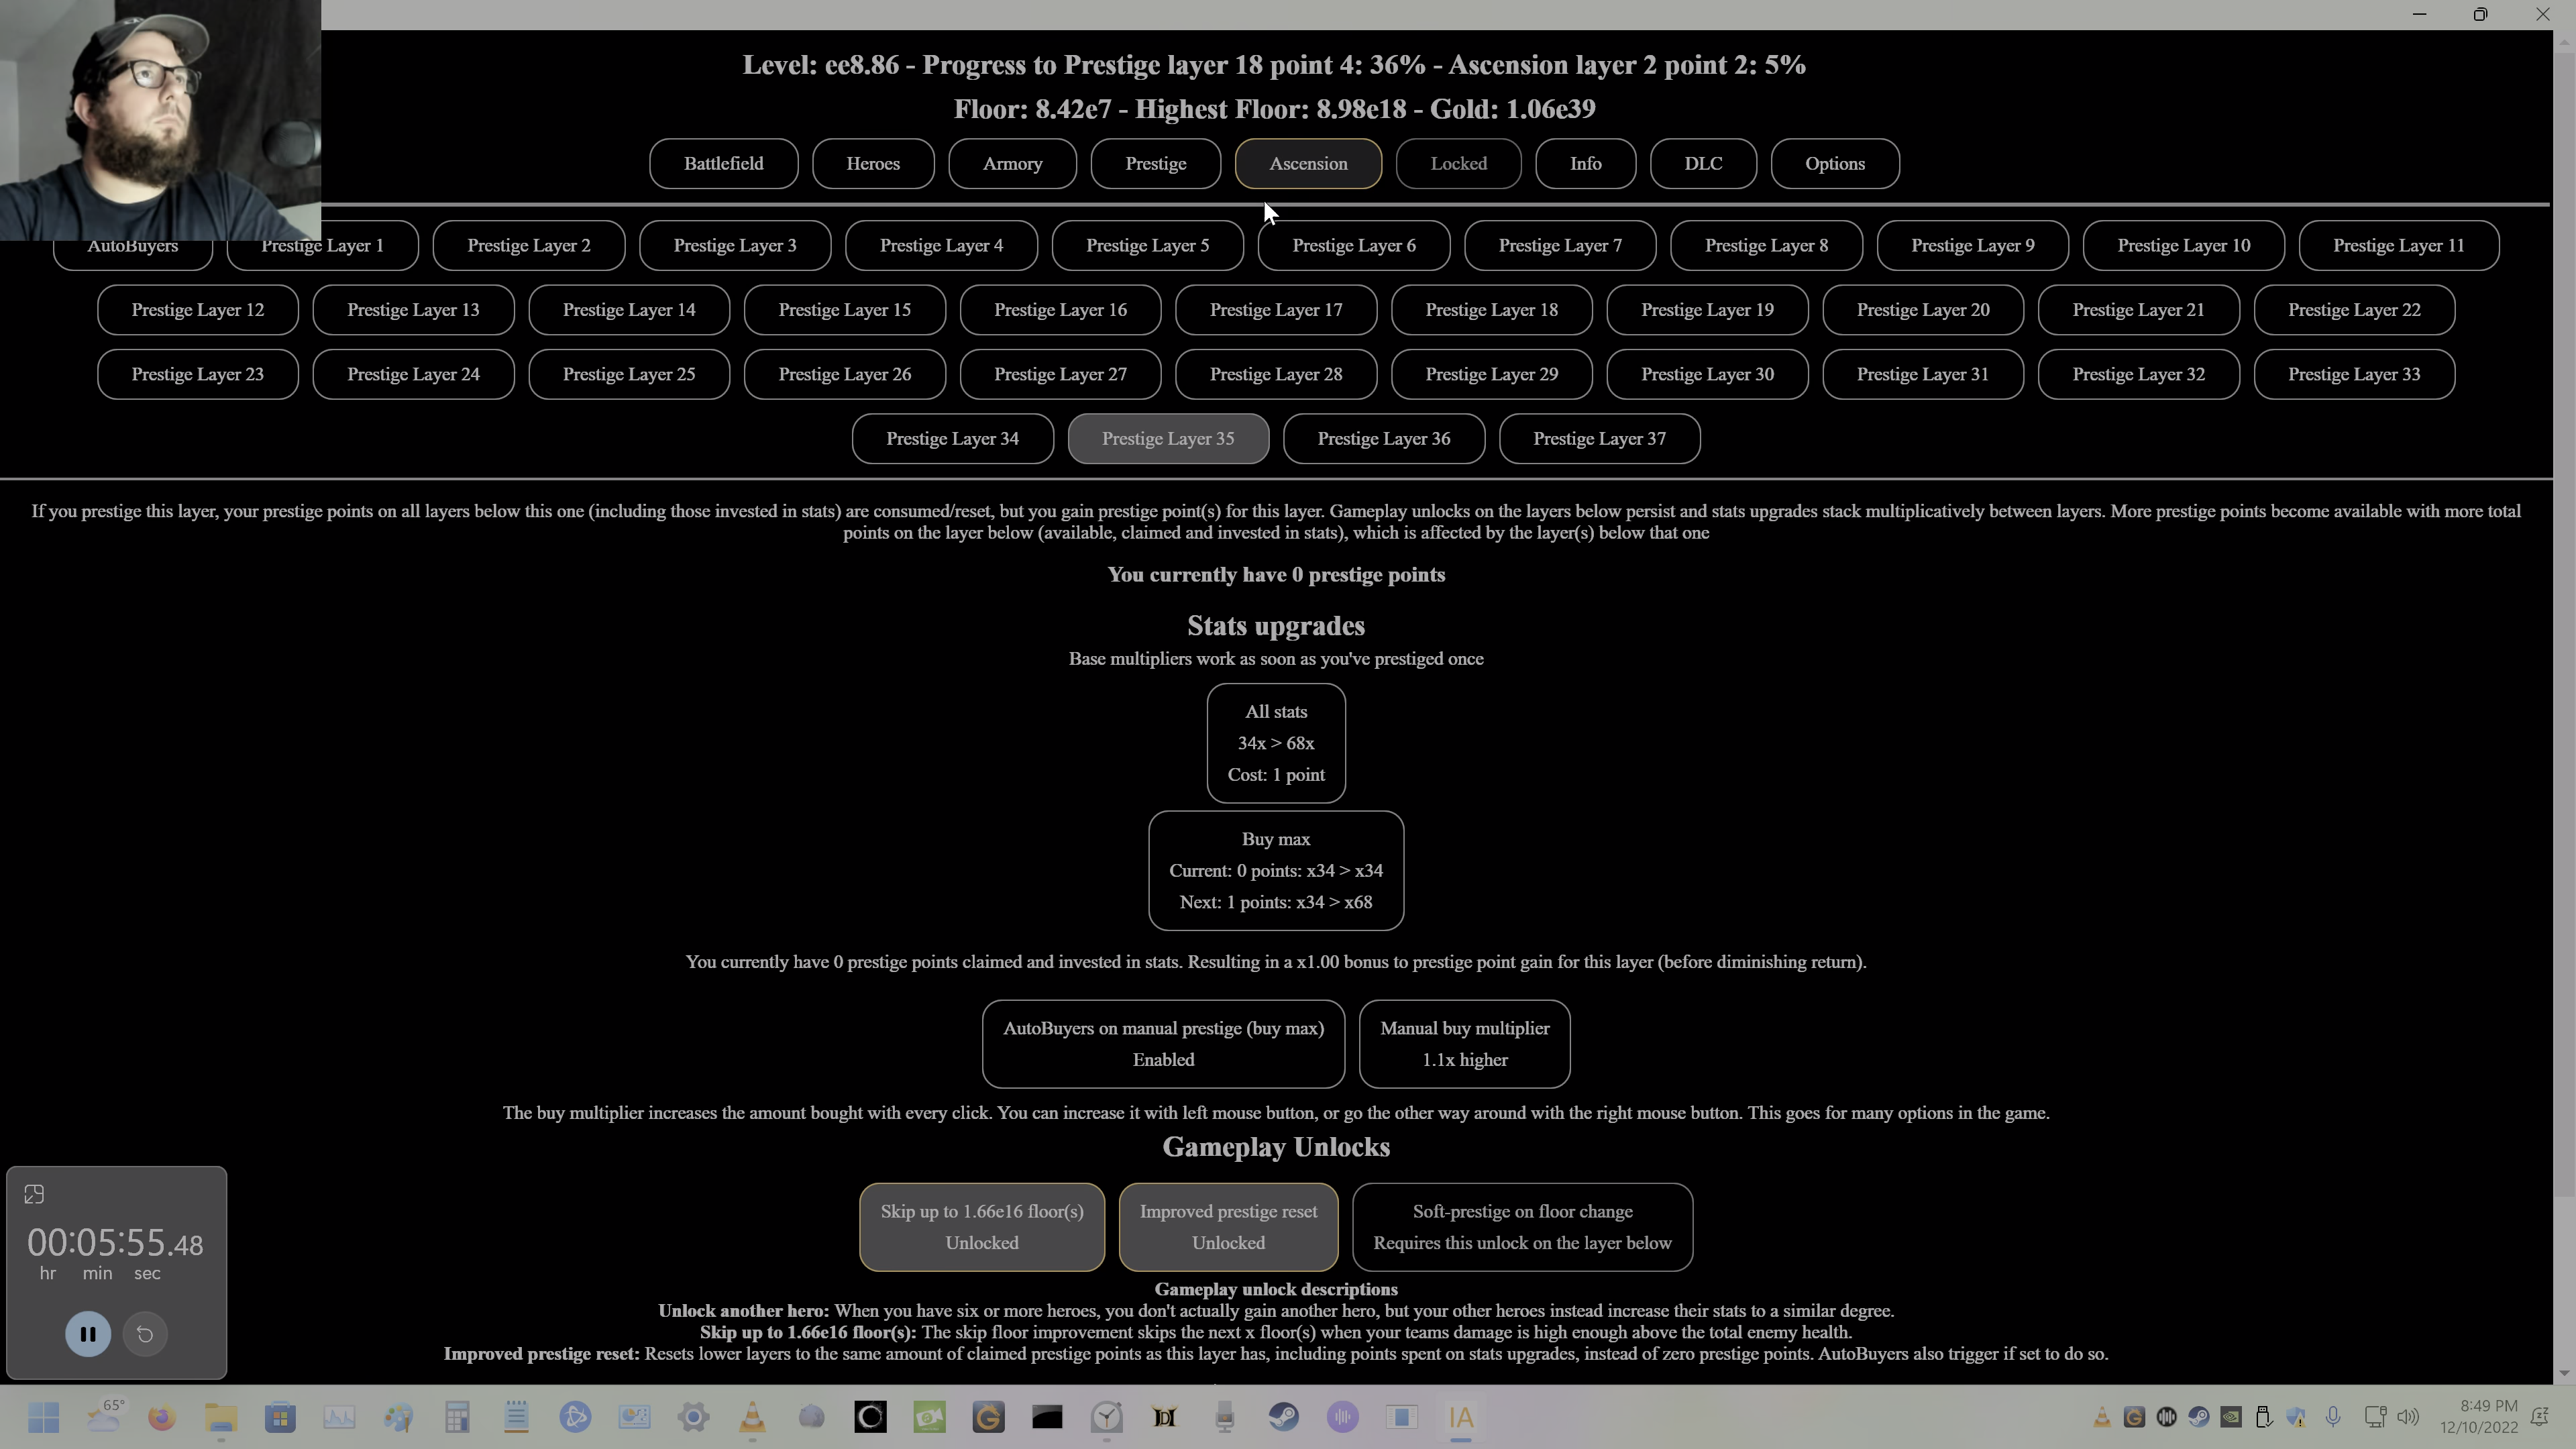 Level: ee8.86 - Progress to Prestige layer 18 point 4: 36% - Ascension layer 2 point 2: 5%
Floor: 8.42e7 - Highest Floor: 8.98e18 - Gold: 1.06e39
Battlefield Heroes Armory Prestige Ascension Locked Info DLC Options
AutoBuyers Prestige Layer 1 Prestige Layer 2 Prestige Layer 3 Prestige Layer 4 Prestige Layer 5 Prestige Layer 6 Prestige Layer 7 Prestige Layer 8 Prestige Layer 9 Prestige Layer 10 Prestige Layer 11
Prestige Layer 12 Prestige Layer 13 Prestige Layer 14 Prestige Layer 15 Prestige Layer 16 Prestige Layer 17 Prestige Layer 18 Prestige Layer 19 Prestige Layer 20 Prestige Layer 21 Prestige Layer 22
Prestige Layer 23 Prestige Layer 24 Prestige Layer 25 Prestige Layer 26 Prestige Layer 27 Prestige Layer 28 Prestige Layer 29 Prestige Layer 30 Prestige Layer 31 Prestige Layer 32 Prestige Layer 33
Prestige Layer 34 Prestige Layer 35 Prestige Layer 36 Prestige Layer 37
If you prestige this layer, your prestige points on all layers below this one (including those invested in stats) are consumed/reset, but you gain prestige point(s) for this layer. Gameplay unlocks on the layers below persist and stats upgrades stack multiplicatively between layers. More prestige points become available with more total
points on the layer below (available, claimed and invested in stats), which is affected by the layer(s) below that one
You currently have 0 prestige points
Stats upgrades
Base multipliers work as soon as you've prestiged once
All stats
34x > 68x
Cost: 1 point
Buy max
Current: 0 points: x34 > x34
Next: 1 points: x34 > x68
You currently have 0 prestige points claimed and invested in stats. Resulting in a x1.00 bonus to prestige point gain for this layer (before diminishing return).
AutoBuyers on manual prestige (buy max) Manual buy multiplier
Enabled 1.1x higher
The buy multiplier increases the amount bought with every click. You can increase it with left mouse button, or go the other way around with the right mouse button. This goes for many options in the game.
Gameplay Unlocks
Skip up to 1.66e16 floor(s) Improved prestige reset Soft-prestige on floor change
Unlocked Unlocked Requires this unlock on the layer below
Gameplay unlock descriptions
Unlock another hero: When you have six or more heroes, you don't actually gain another hero, but your other heroes instead increase their stats to a similar degree.
Skip up to 1.66e16 floor(s): The skip floor improvement skips the next x floor(s) when your teams damage is high enough above the total enemy health.
Improved prestige reset: Resets lower layers to the same amount of claimed prestige points as this layer has, including points spent on stats upgrades, instead of zero prestige points. AutoBuyers also trigger if set to do so.
00:05:55.48
hr min sec
65°
IA
8:49 PM
12/10/2022